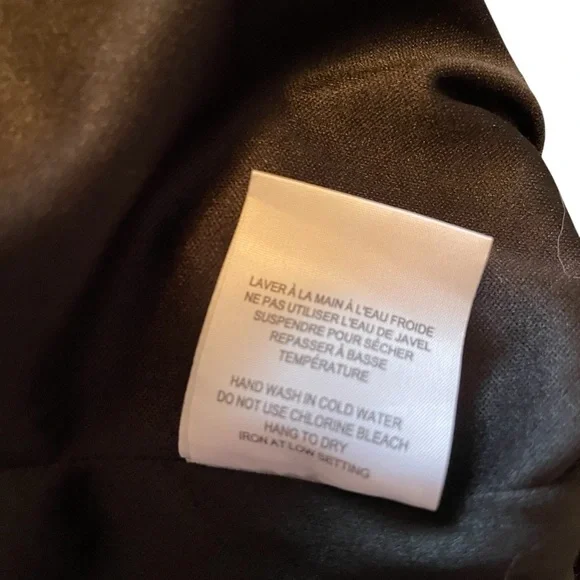 LAVER À LA MAIN À L'EAU FROIDE
NE PAS UTILISER L'EAU DE JAVEL
SUSPENDRE POUR SÉCHER
REPASSER À BASSE
TEMPÉRATURE
HAND WASH IN COLD WATER
DO NOT USE CHLORINE BLEACH
HANG TO DRY
IRON AT LOW SETTING